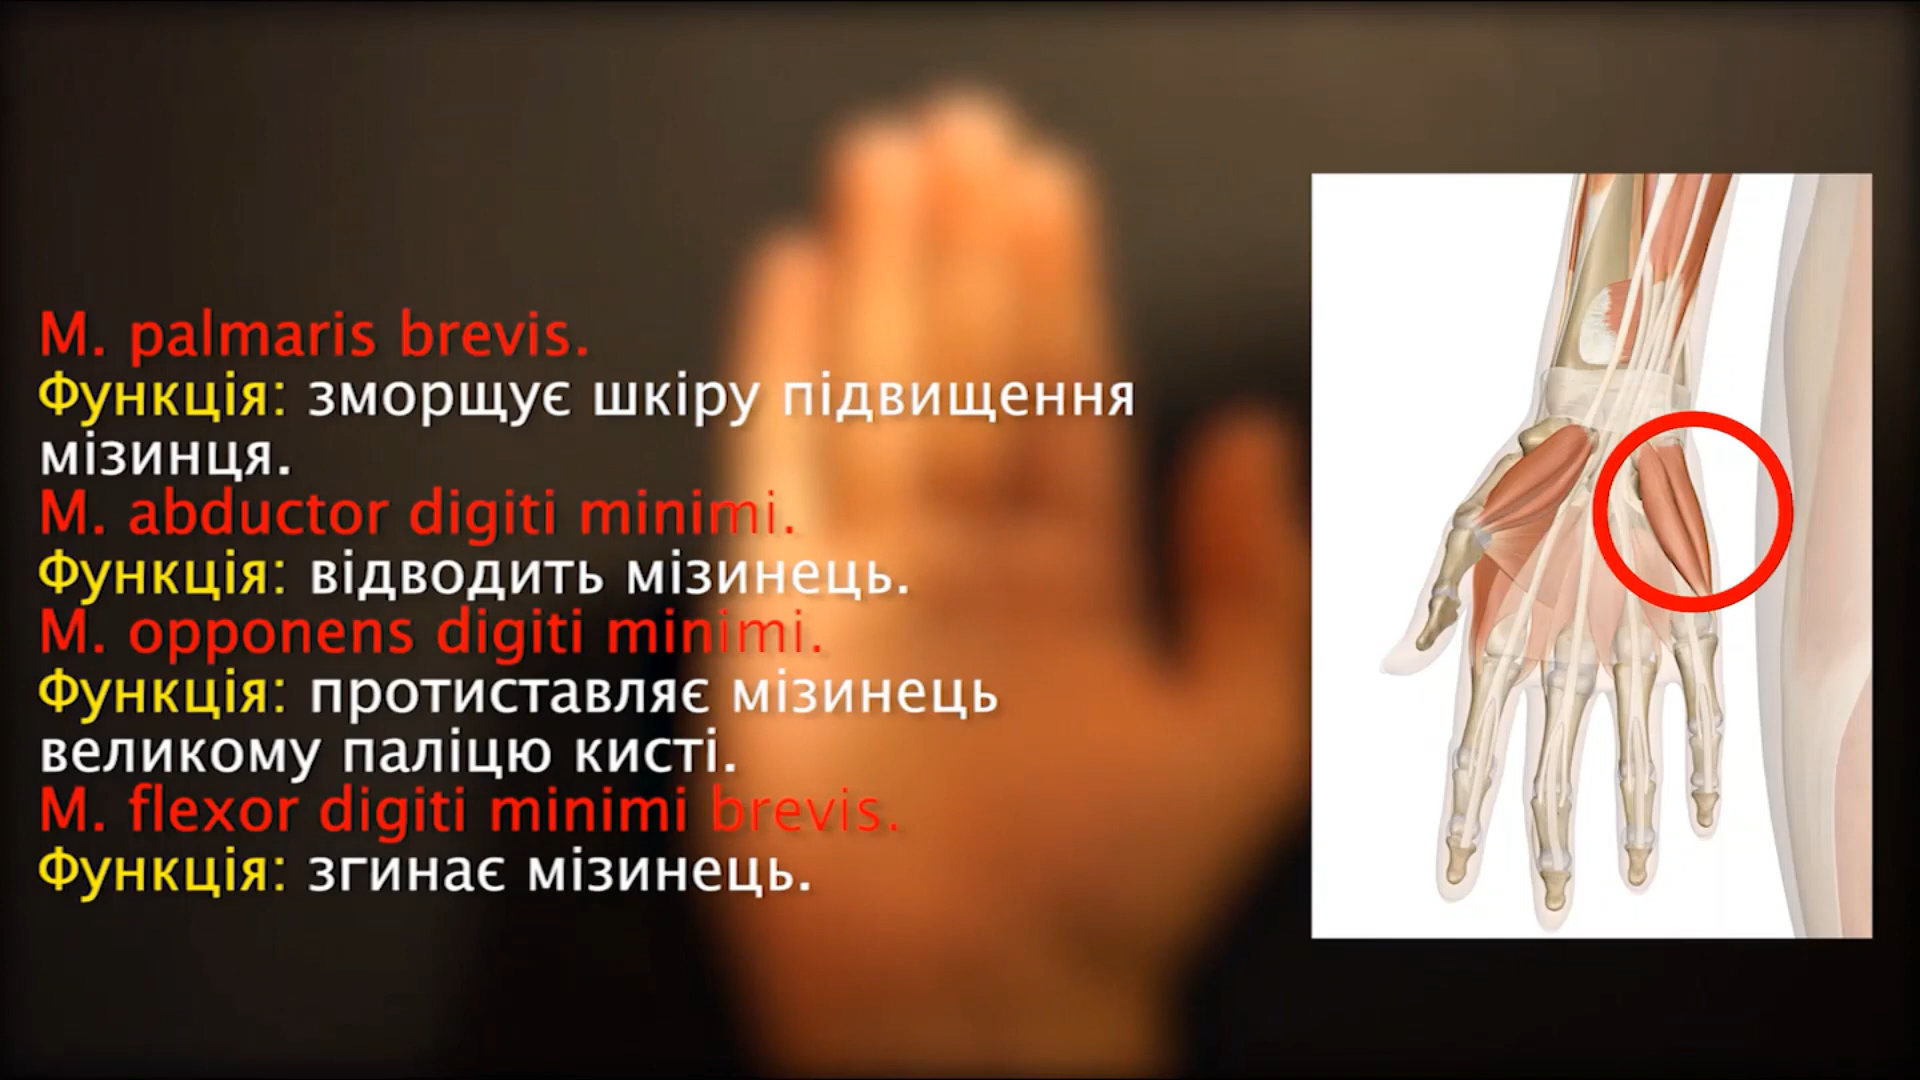 M. palmaris brevis.
Функція: зморщує шкіру підвищення
мізинця.
M. abductor digiti minimi.
Функція: відводить мізинець.
M. opponens digiti minimi.
Функція: протиставляє мізинець
великому паліцю кисті.
M. flexor digiti minimi brevis.
Функція: згинає мізинець.